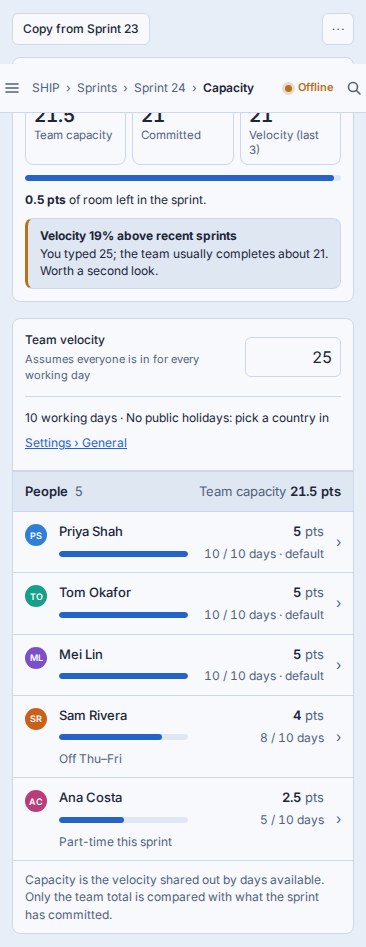 Copy from Sprint 23
···
SHIP › Sprints › Sprint 24 › Capacity
Offline
21.5
21
21
Team capacity
Committed
Velocity (last
3)
0.5 pts of room left in the sprint.
Velocity 19% above recent sprints
You typed 25; the team usually completes about 21.
Worth a second look.
Team velocity
25
Assumes everyone is in for every
working day
10 working days · No public holidays: pick a country in
Settings › General
People 5
Team capacity 21.5 pts
PS
Priya Shah
5 pts
10 / 10 days · default
›
TO
Tom Okafor
5 pts
10 / 10 days · default
›
ML
Mei Lin
5 pts
10 / 10 days · default
›
SR
Sam Rivera
4 pts
8 / 10 days
›
Off Thu–Fri
AC
Ana Costa
2.5 pts
5 / 10 days
›
Part-time this sprint
Capacity is the velocity shared out by days available.
Only the team total is compared with what the sprint
has committed.